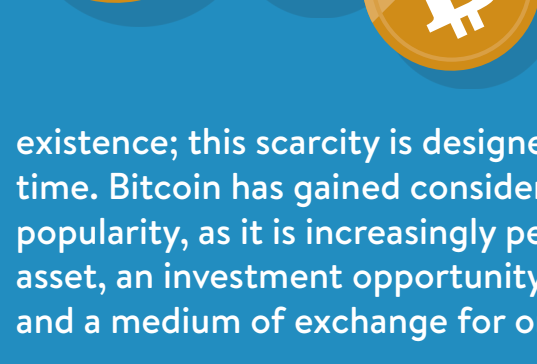 existence; this scarcity is designe
time. Bitcoin has gained consider
popularity, as it is increasingly pe
asset, an investment opportunity
and a medium of exchange for o